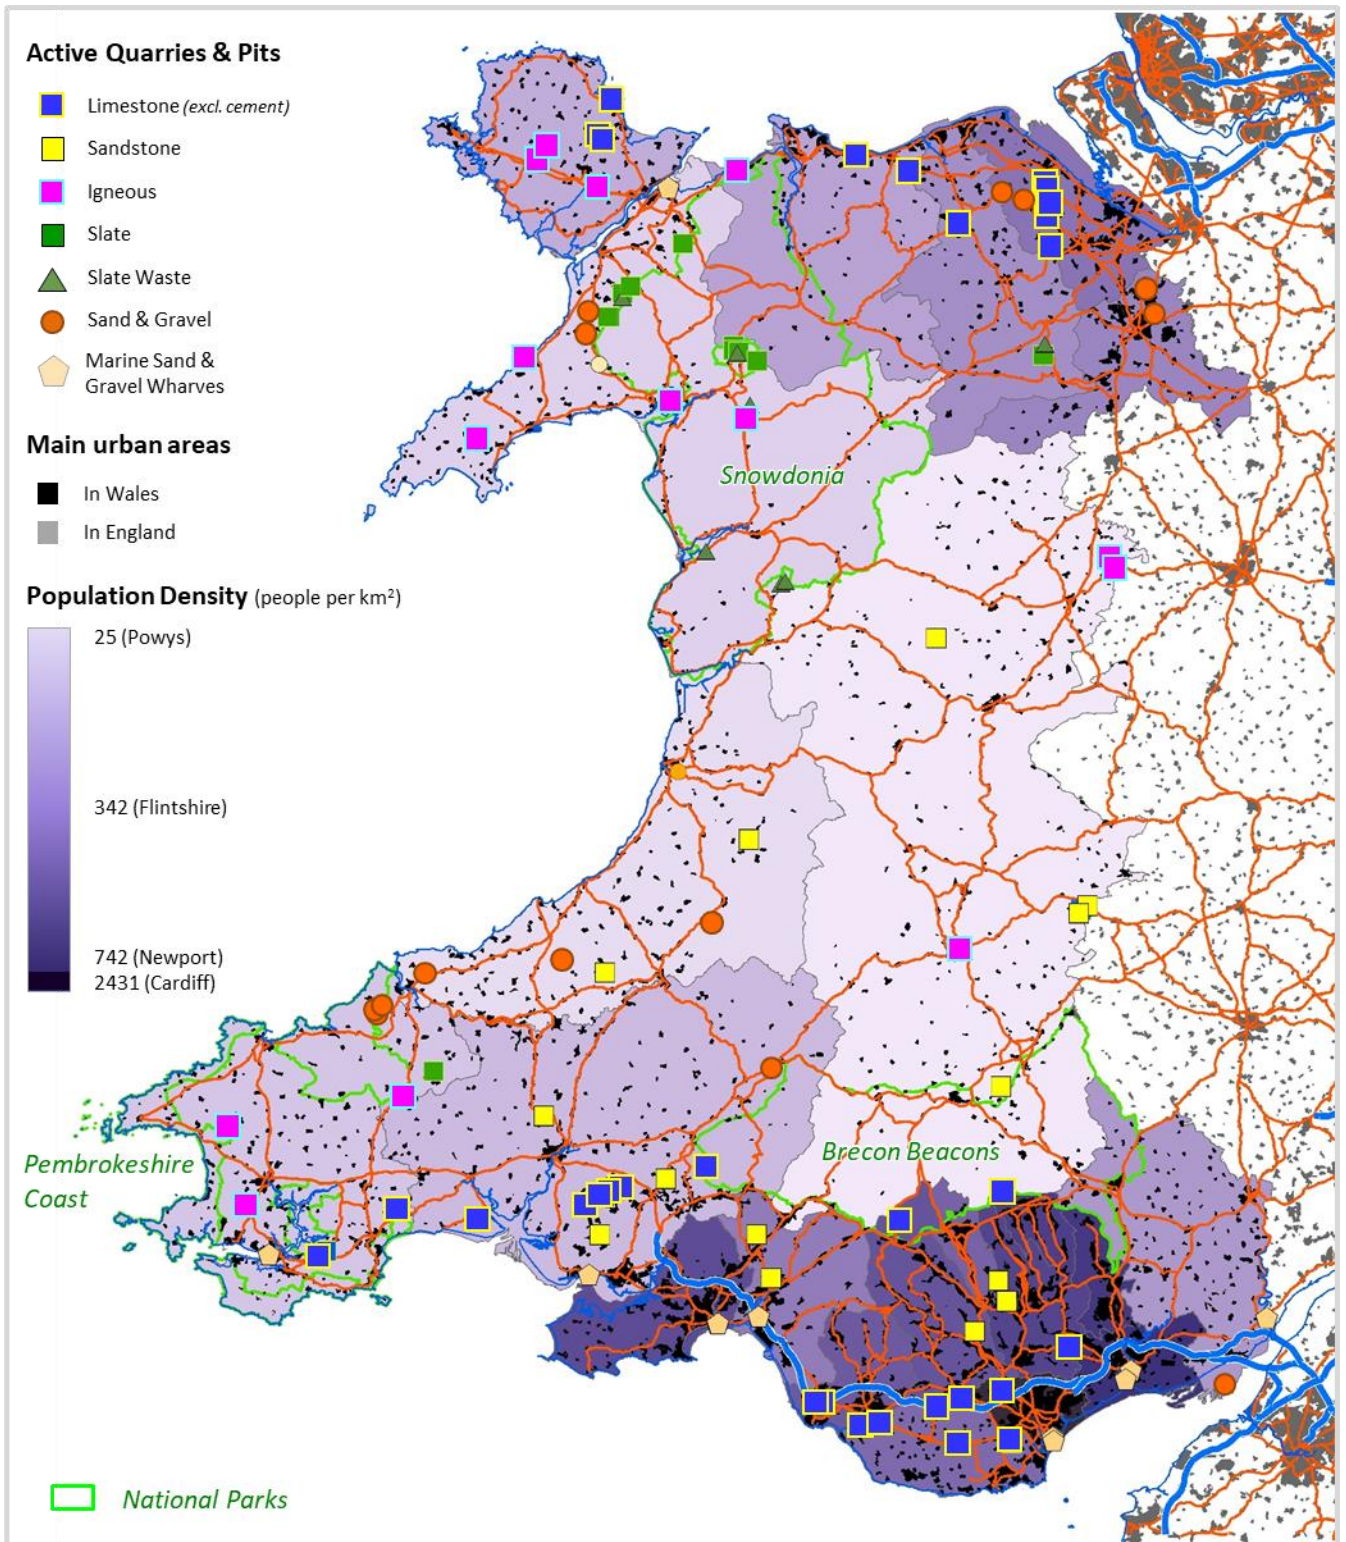 Active Quarries & Pits
Limestone (excl. cement)
Sandstone
Igneous
Slate
Slate Waste
Sand & Gravel
Marine Sand &
Gravel Wharves
Main urban areas
In Wales
In England
Population Density (people per km²)
25 (Powys)
342 (Flintshire)
742 (Newport)
2431 (Cardiff)
Snowdonia
Brecon Beacons
Pembrokeshire
Coast
National Parks